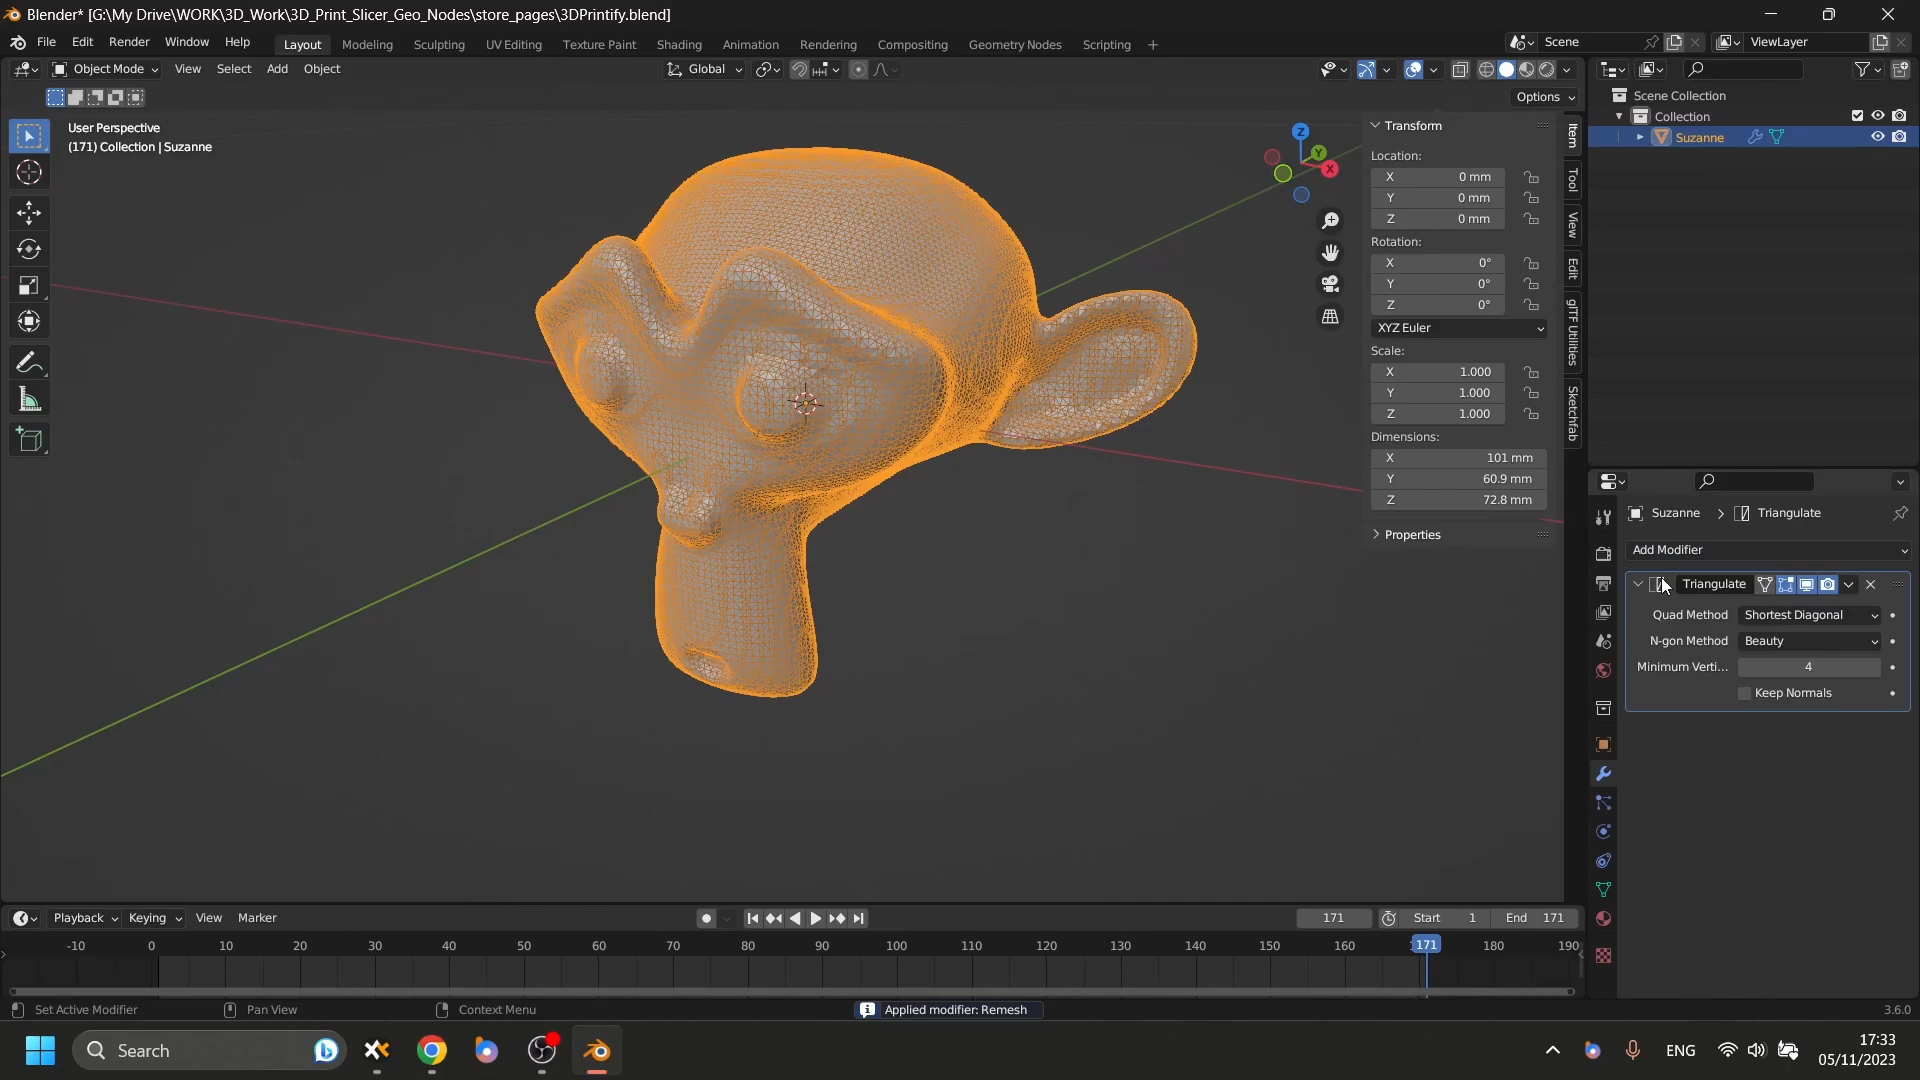 Blender* [G:\My Drive\WORK\3D_Work\3D_Print_Slicer_Geo_Nodes\store_pages\3DPrintify.blend]
File Edit Render Window Help Layout Modeling Sculpting UV Editing Texture Paint Shading Animation Rendering Compositing Geometry Nodes Scripting + Scene ViewLayer
Object Mode View Select Add Object Global
Options
User Perspective
(171) Collection | Suzanne
Z
Y
X
Transform
Location:
X 0 mm
Y 0 mm
Z 0 mm
Rotation:
X 0°
Y 0°
Z 0°
XYZ Euler
Scale:
X 1.000
Y 1.000
Z 1.000
Dimensions:
X 101 mm
Y 60.9 mm
Z 72.8 mm
Properties
Item
Tool
View
Edit
glTF Utilities
Sketchfab
Scene Collection
Collection
Suzanne
Suzanne > Triangulate
Add Modifier
Triangulate
Quad Method Shortest Diagonal
N-gon Method Beauty
Minimum Verti... 4
Keep Normals
Playback Keying View Marker 171 Start 1 End 171
-10 0 10 20 30 40 50 60 70 80 90 100 110 120 130 140 150 160 171 180 190
Set Active Modifier Pan View Context Menu Applied modifier: Remesh 3.6.0
Search ENG 17:33
05/11/2023